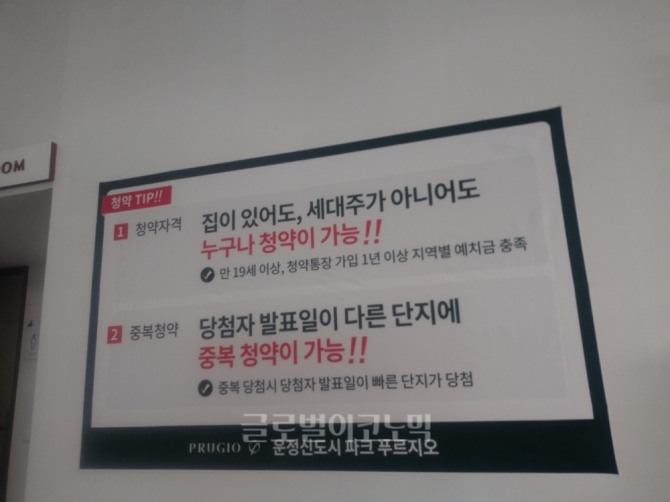 OOM
청약 TIP!!
1 청약자격 집이 있어도, 세대주가 아니어도
누구나 청약이 가능!!
만 19세 이상, 청약통장 가입 1년 이상 지역별 예치금 충족
2 중복청약 당첨자 발표일이 다른 단지에
중복 청약이 가능!!
중복 당첨시 당첨자 발표일이 빠른 단지가 당첨
글로벌이코노믹
PRUGIO 운정신도시 파크 푸르지오